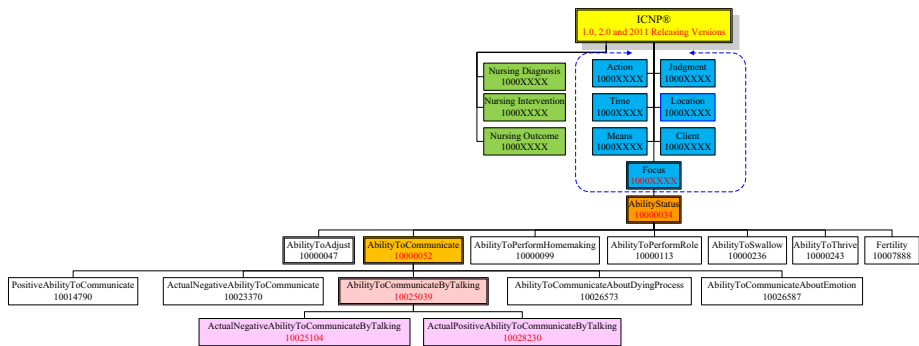 ICNP®
1.0, 2.0 and 2011 Releasing Versions
Nursing Diagnosis
1000XXXX
Action
1000XXXX
Judgment
1000XXXX
Nursing Intervention
1000XXXX
Time
1000XXXX
Location
1000XXXX
Nursing Outcome
1000XXXX
Means
1000XXXX
Client
1000XXXX
Focus
1000XXXX
AbilityStatus
10000034
AbilityToAdjust
10000047
AbilityToCommunicate
10000052
AbilityToPerformHomemaking
10000099
AbilityToPerformRole
10000113
AbilityToSwallow
10000236
AbilityToThrive
10000243
Fertility
10007888
PositiveAbilityToCommunicate
10014790
ActualNegativeAbilityToCommunicate
10023370
AbilityToCommunicateByTalking
10025039
AbilityToCommunicateAboutDyingProcess
10026573
AbilityToCommunicateAboutEmotion
10026587
ActualNegativeAbilityToCommunicateByTalking
10025104
ActualPositiveAbilityToCommunicateByTalking
10028230